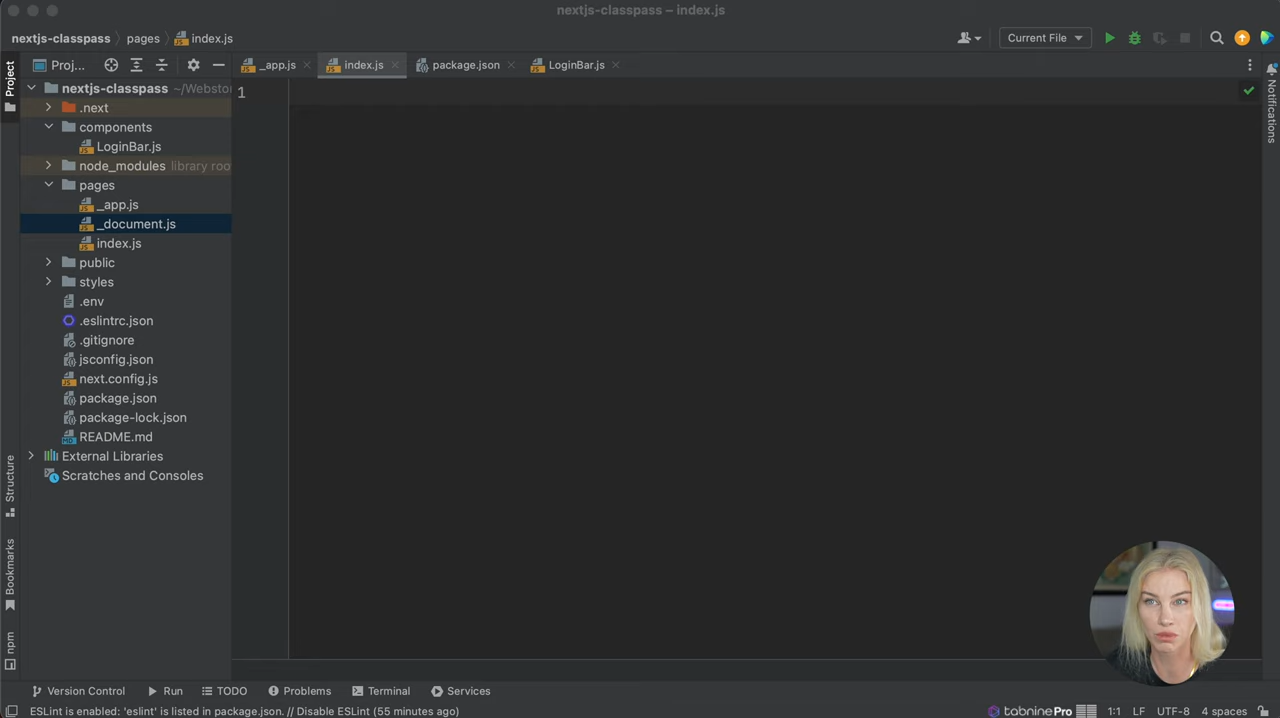 nextjs-classpass – index.js
nextjs-classpass
pages
index.js
Current File
Project
Proj...
_app.js
index.js
package.json
LoginBar.js
Notifications
nextjs-classpass ~/Webstor
1
.next
components
LoginBar.js
node_modules library roo
pages
_app.js
_document.js
index.js
public
styles
.env
.eslintrc.json
.gitignore
jsconfig.json
next.config.js
package.json
package-lock.json
README.md
External Libraries
Scratches and Consoles
Structure
Bookmarks
npm
Version Control
Run
TODO
Problems
Terminal
Services
ESLint is enabled: 'eslint' is listed in package.json. // Disable ESLint (55 minutes ago)
tabninePro
1:1
LF
UTF-8
4 spaces